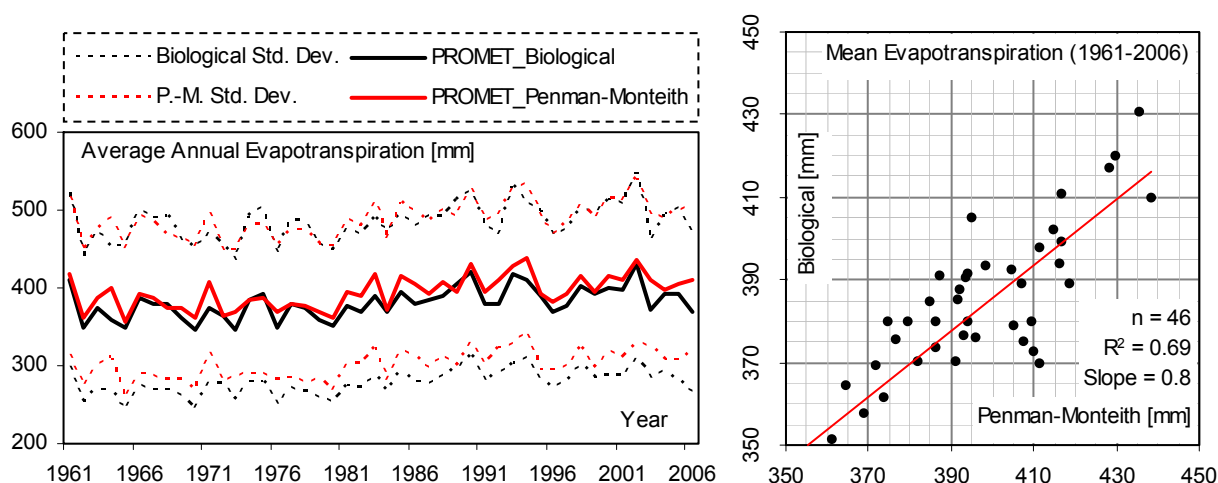 Biological Std. Dev.
PROMET_Biological
P.-M. Std. Dev.
PROMET_Penman-Monteith
600
500
400
300
200
Average Annual Evapotranspiration [mm]
Year
1961 1966 1971 1976 1981 1986 1991 1996 2001 2006
Mean Evapotranspiration (1961-2006)
450
430
410
390
370
350
Biological [mm]
n = 46
R² = 0.69
Slope = 0.8
Penman-Monteith [mm]
350 370 390 410 430 450